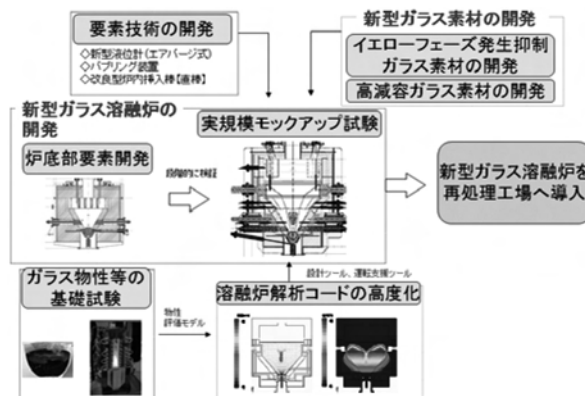 要素技術の開発
◇新型液位計(エアパージ式)
◇バブリング装置
◇改良型炉内挿入棒【直棒】
新型ガラス素材の開発
イエローフェーズ発生抑制
ガラス素材の開発
高減容ガラス素材の開発
新型ガラス溶融炉の
開発
炉底部要素開発
段階的に検証
実規模モックアップ試験
新型ガラス溶融炉を
再処理工場へ導入
設計ツール、運転支援ツール
ガラス物性等の
基礎試験
物性
評価モデル
溶融炉解析コードの高度化